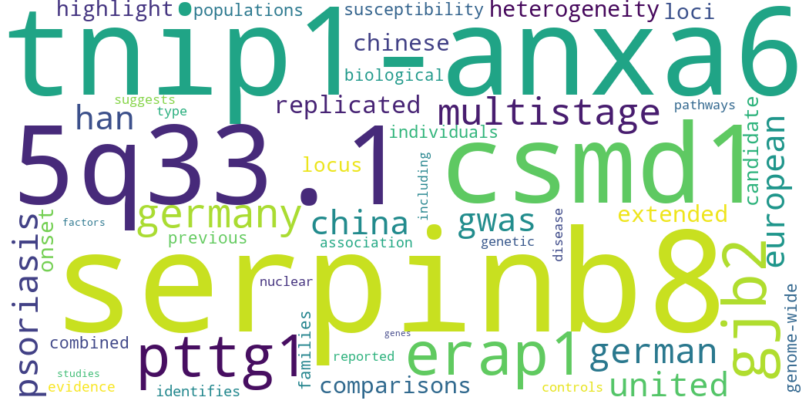 highlight populations susceptibility heterogeneity loci
tnip1-anxa6
chinese
biological
suggests
type
han replicated multistage pathways
individuals
5q33.1 csmd1 candidate european
locus
including
onset germany china gwas extended
previous association genetic disease
factors
psoriasis serpinb8 gjb2
nuclear
genome-wide
combined pttg1 families genes erap1 german
reported
studies
evidence identifies comparisons controls united